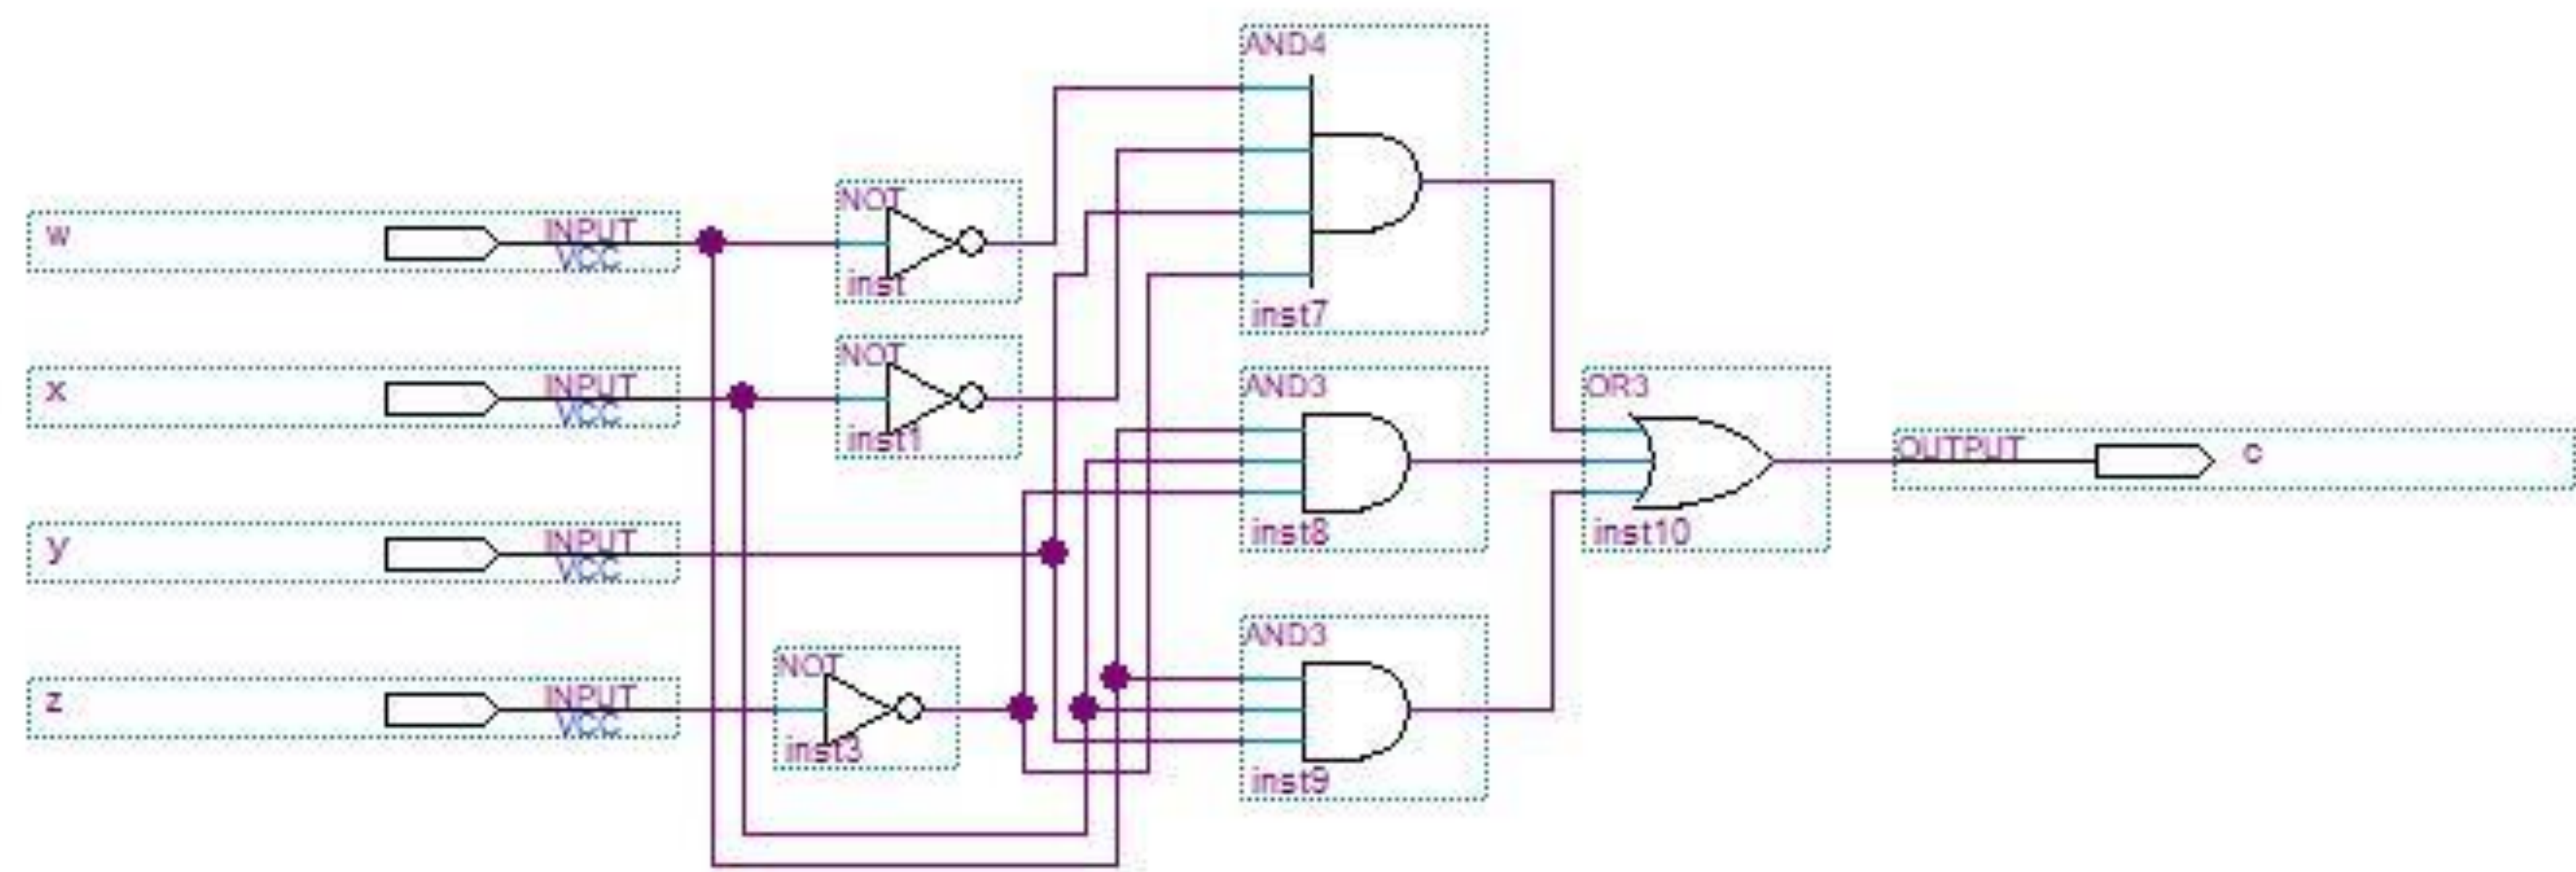 AND4
inst7
w
INPUT
VCC
NOT
inst
x
INPUT
VCC
NOT
inst1
AND3
inst8
OR3
inst10
OUTPUT
c
y
INPUT
VCC
z
INPUT
VCC
NOT
inst3
AND3
inst9